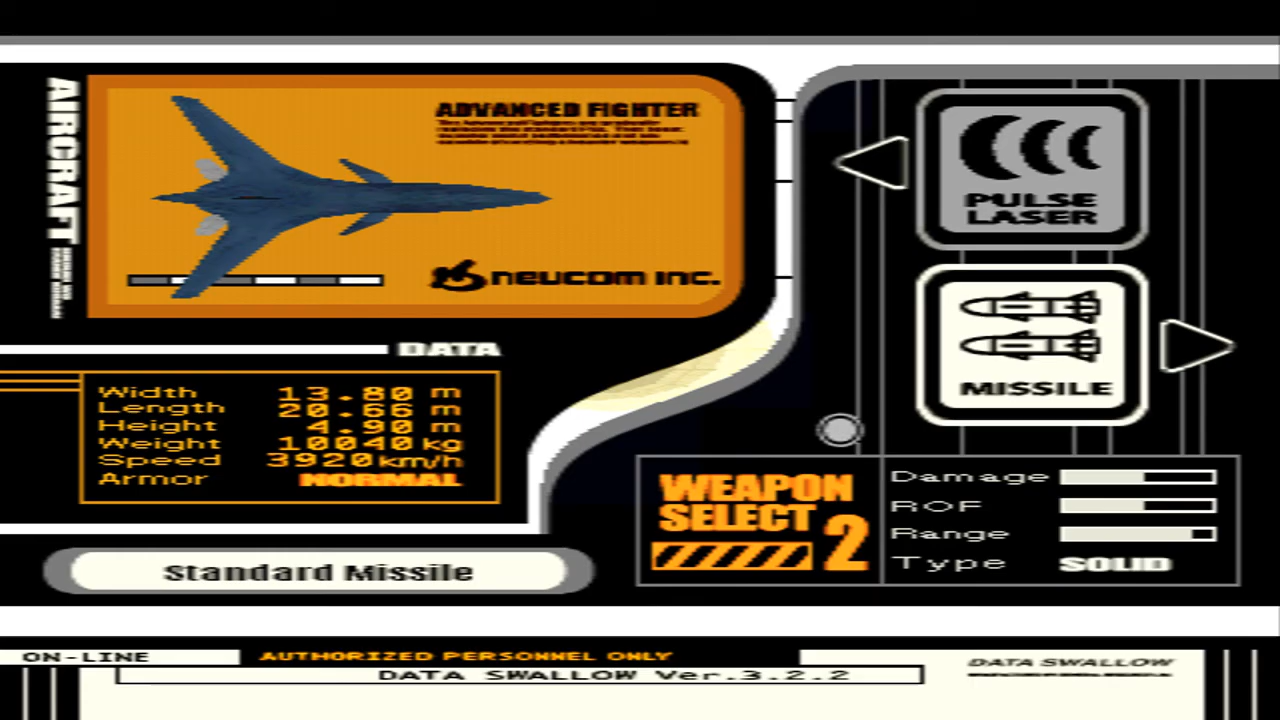 AIRCRAFT
ADVANCED FIGHTER
neucom inc.
DATA
Width 13.80 m
Length 20.66 m
Height 4.90 m
Weight 10040 kg
Speed 3920 km/h
Armor NORMAL
Standard Missile
PULSE
LASER
MISSILE
WEAPON
SELECT 2
Damage
ROF
Range
Type SOLID
ON-LINE
AUTHORIZED PERSONNEL ONLY
DATA SWALLOW Ver.3.2.2
DATA SWALLOW